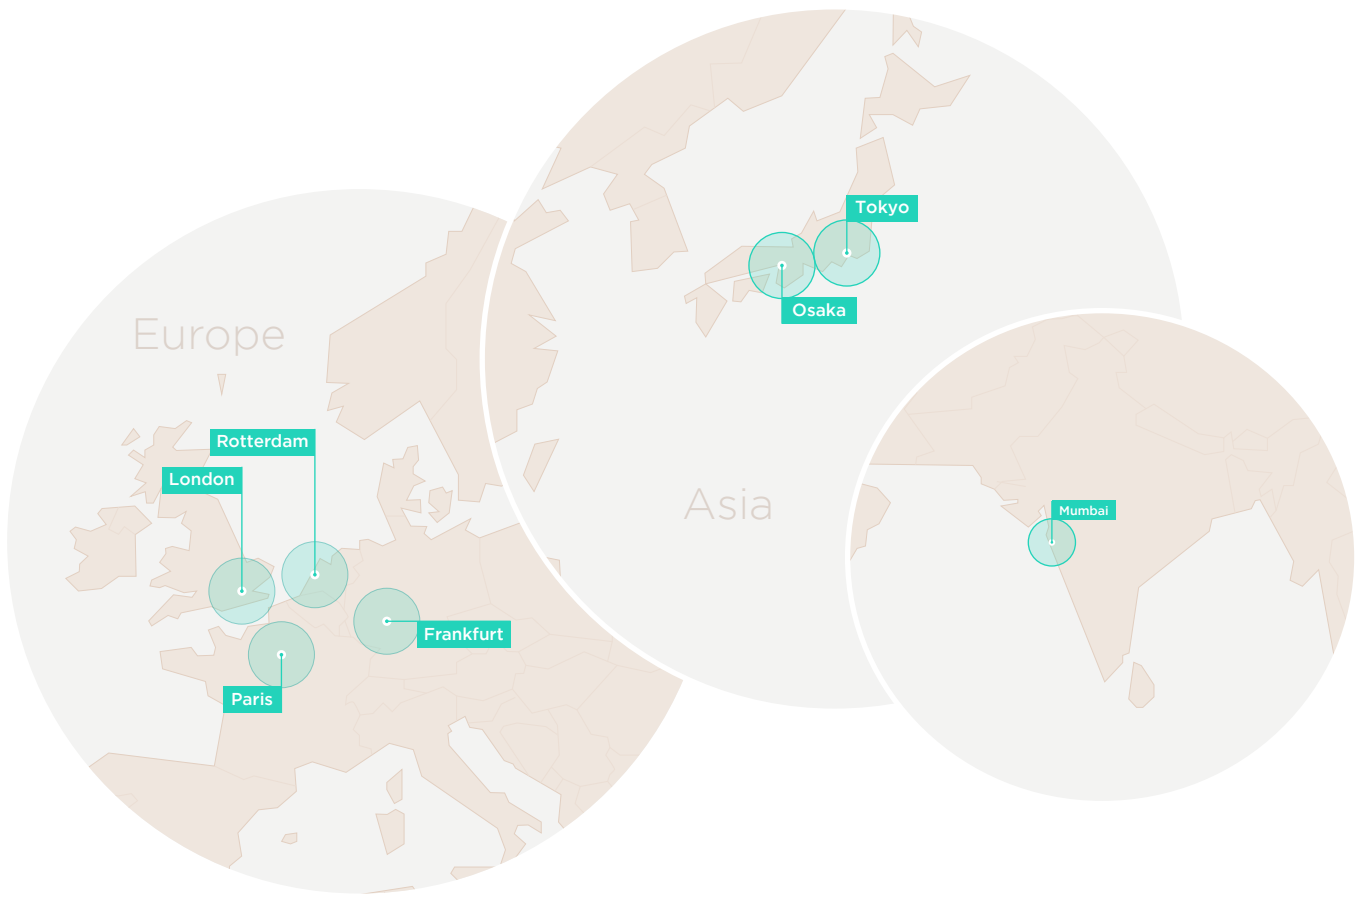 Europe
Rotterdam
London
Frankfurt
Paris
Tokyo
Osaka
Asia
Mumbai